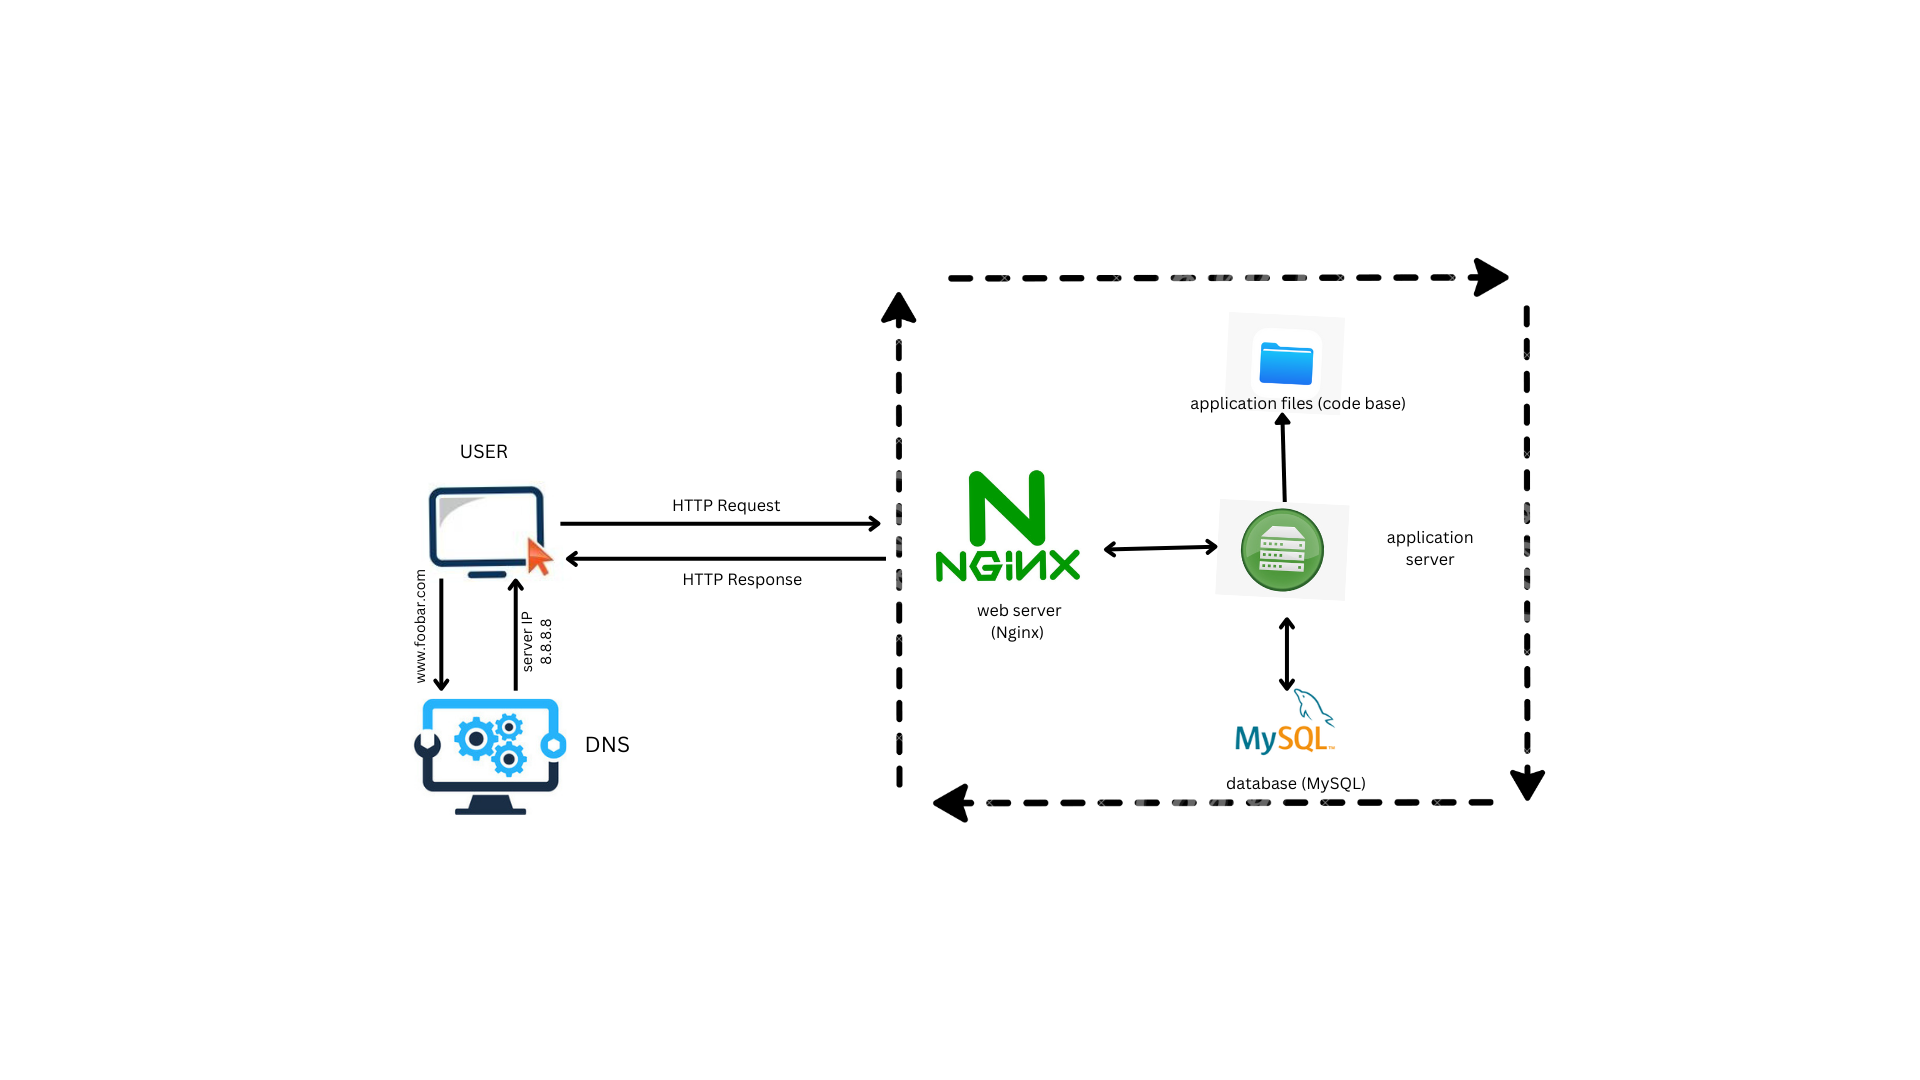 USER
www.foobar.com
server IP
8.8.8.8
DNS
HTTP Request
HTTP Response
NGiNX
web server
(Nginx)
application files (code base)
application
server
MySQL™
database (MySQL)